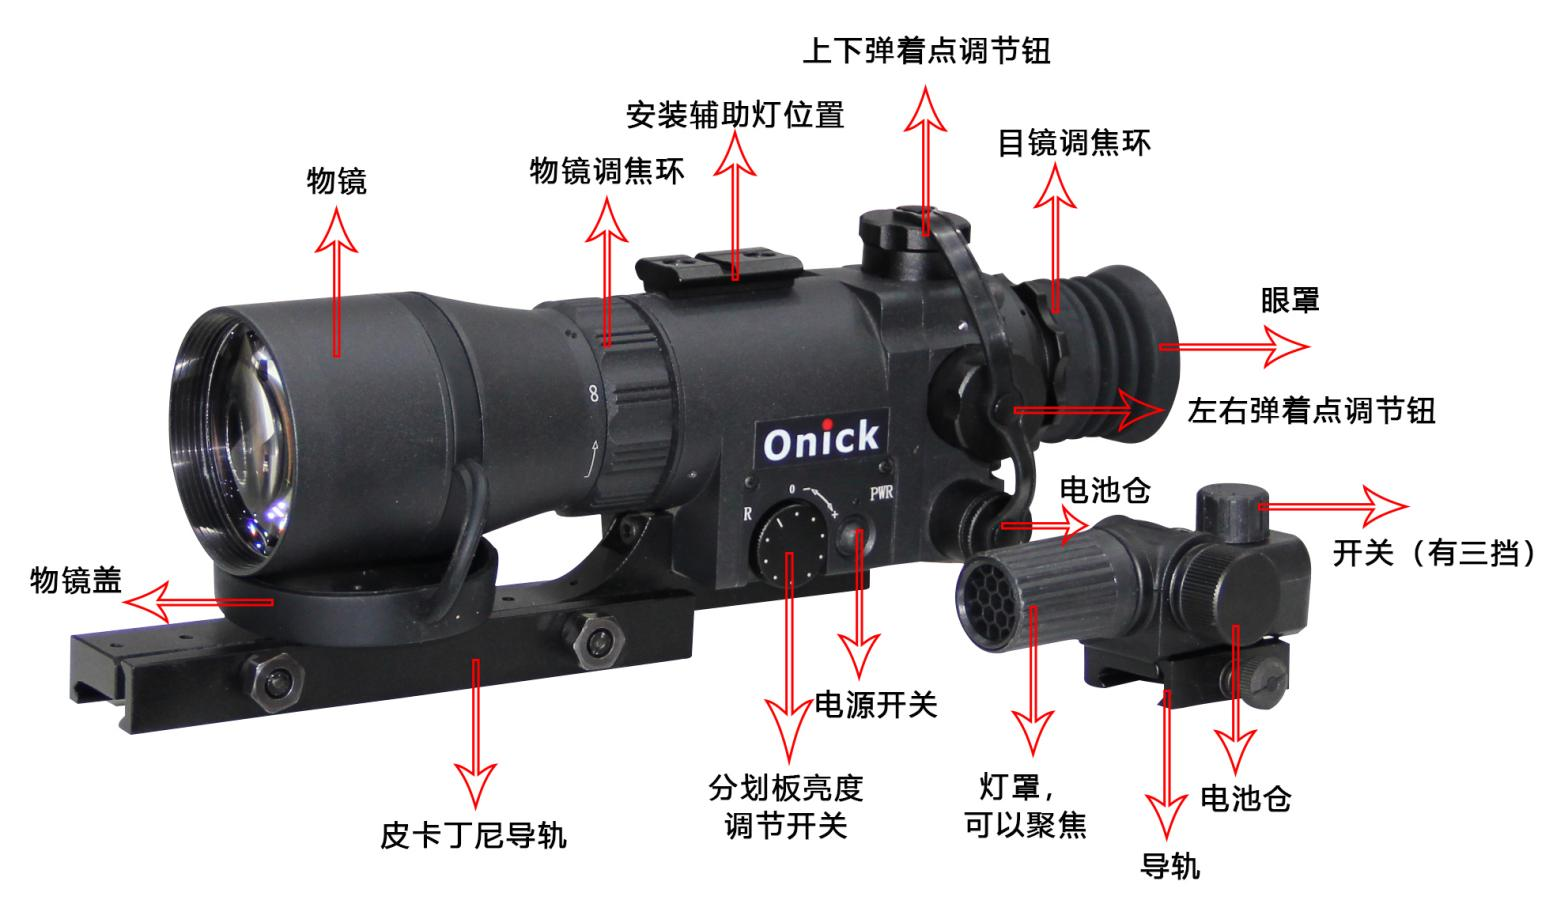 上下弹着点调节钮
安装辅助灯位置
目镜调焦环
物镜调焦环
物镜
眼罩
左右弹着点调节钮
8
Onick
电池仓
0
PWR
R
开关（有三挡）
物镜盖
电源开关
分划板亮度
调节开关
灯罩，
可以聚焦
电池仓
皮卡丁尼导轨
导轨